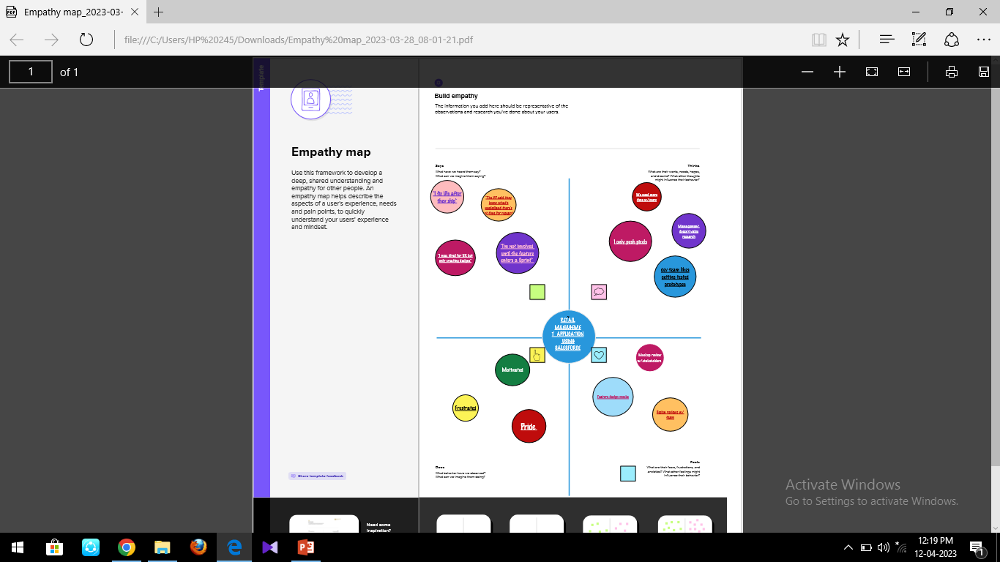 Empathy map_2023-03-
file:///C:/Users/HP%20245/Downloads/Empathy%20map_2023-03-28_08-01-21.pdf
1 of 1
Template
Build empathy
The information you add here should be representative of the
observations and research you've done about your users.
Empathy map
Use this framework to develop a
deep, shared understanding and
empathy for other people. An
empathy map helps describe the
aspects of a user's experience, needs
and pain points, to quickly
understand your users' experience
and mindset.
Share template feedback
Says
What have we heard them say?
What can we imagine them saying?
Thinks
What are their wants, needs, hopes,
and dreams? What other thoughts
might influence their behavior?
"I fix UIs after
they ship"
"The VP said they
know what's
needed and there's
no time for research
"I was hired for UX but
only creating designs"
"I'm not involved
until the feature
enters a Sprint"
We need more
time w/users
Management
doesn't value
research
I only push pixels
dev team likes
getting tested
prototypes
RETAIL
MANAGEME
T APPLICATION
USING
SALESFORCE
Motivated
Frustrated
Pride
Mockup review
w/stakeholders
Feature design mocks
Design reviews w/
team
Does
What behavior have we observed?
What can we imagine them doing?
Feels
What are their fears, frustrations, and
anxieties? What other feelings might
influence their behavior?
Need some
inspiration?
Activate Windows
Go to Settings to activate Windows.
12:19 PM
12-04-2023
1